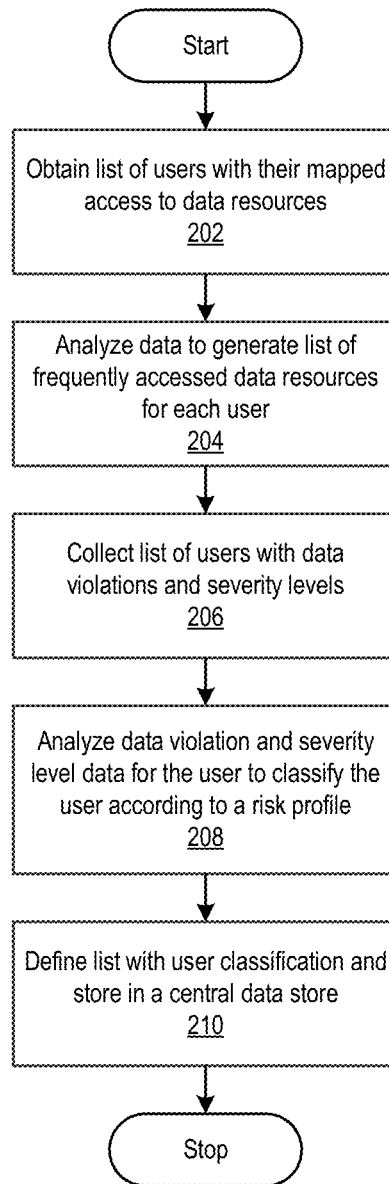 Start
Obtain list of users with their mapped
access to data resources
202
Analyze data to generate list of
frequently accessed data resources
for each user
204
Collect list of users with data
violations and severity levels
206
Analyze data violation and severity
level data for the user to classify the
user according to a risk profile
208
Define list with user classification and
store in a central data store
210
Stop